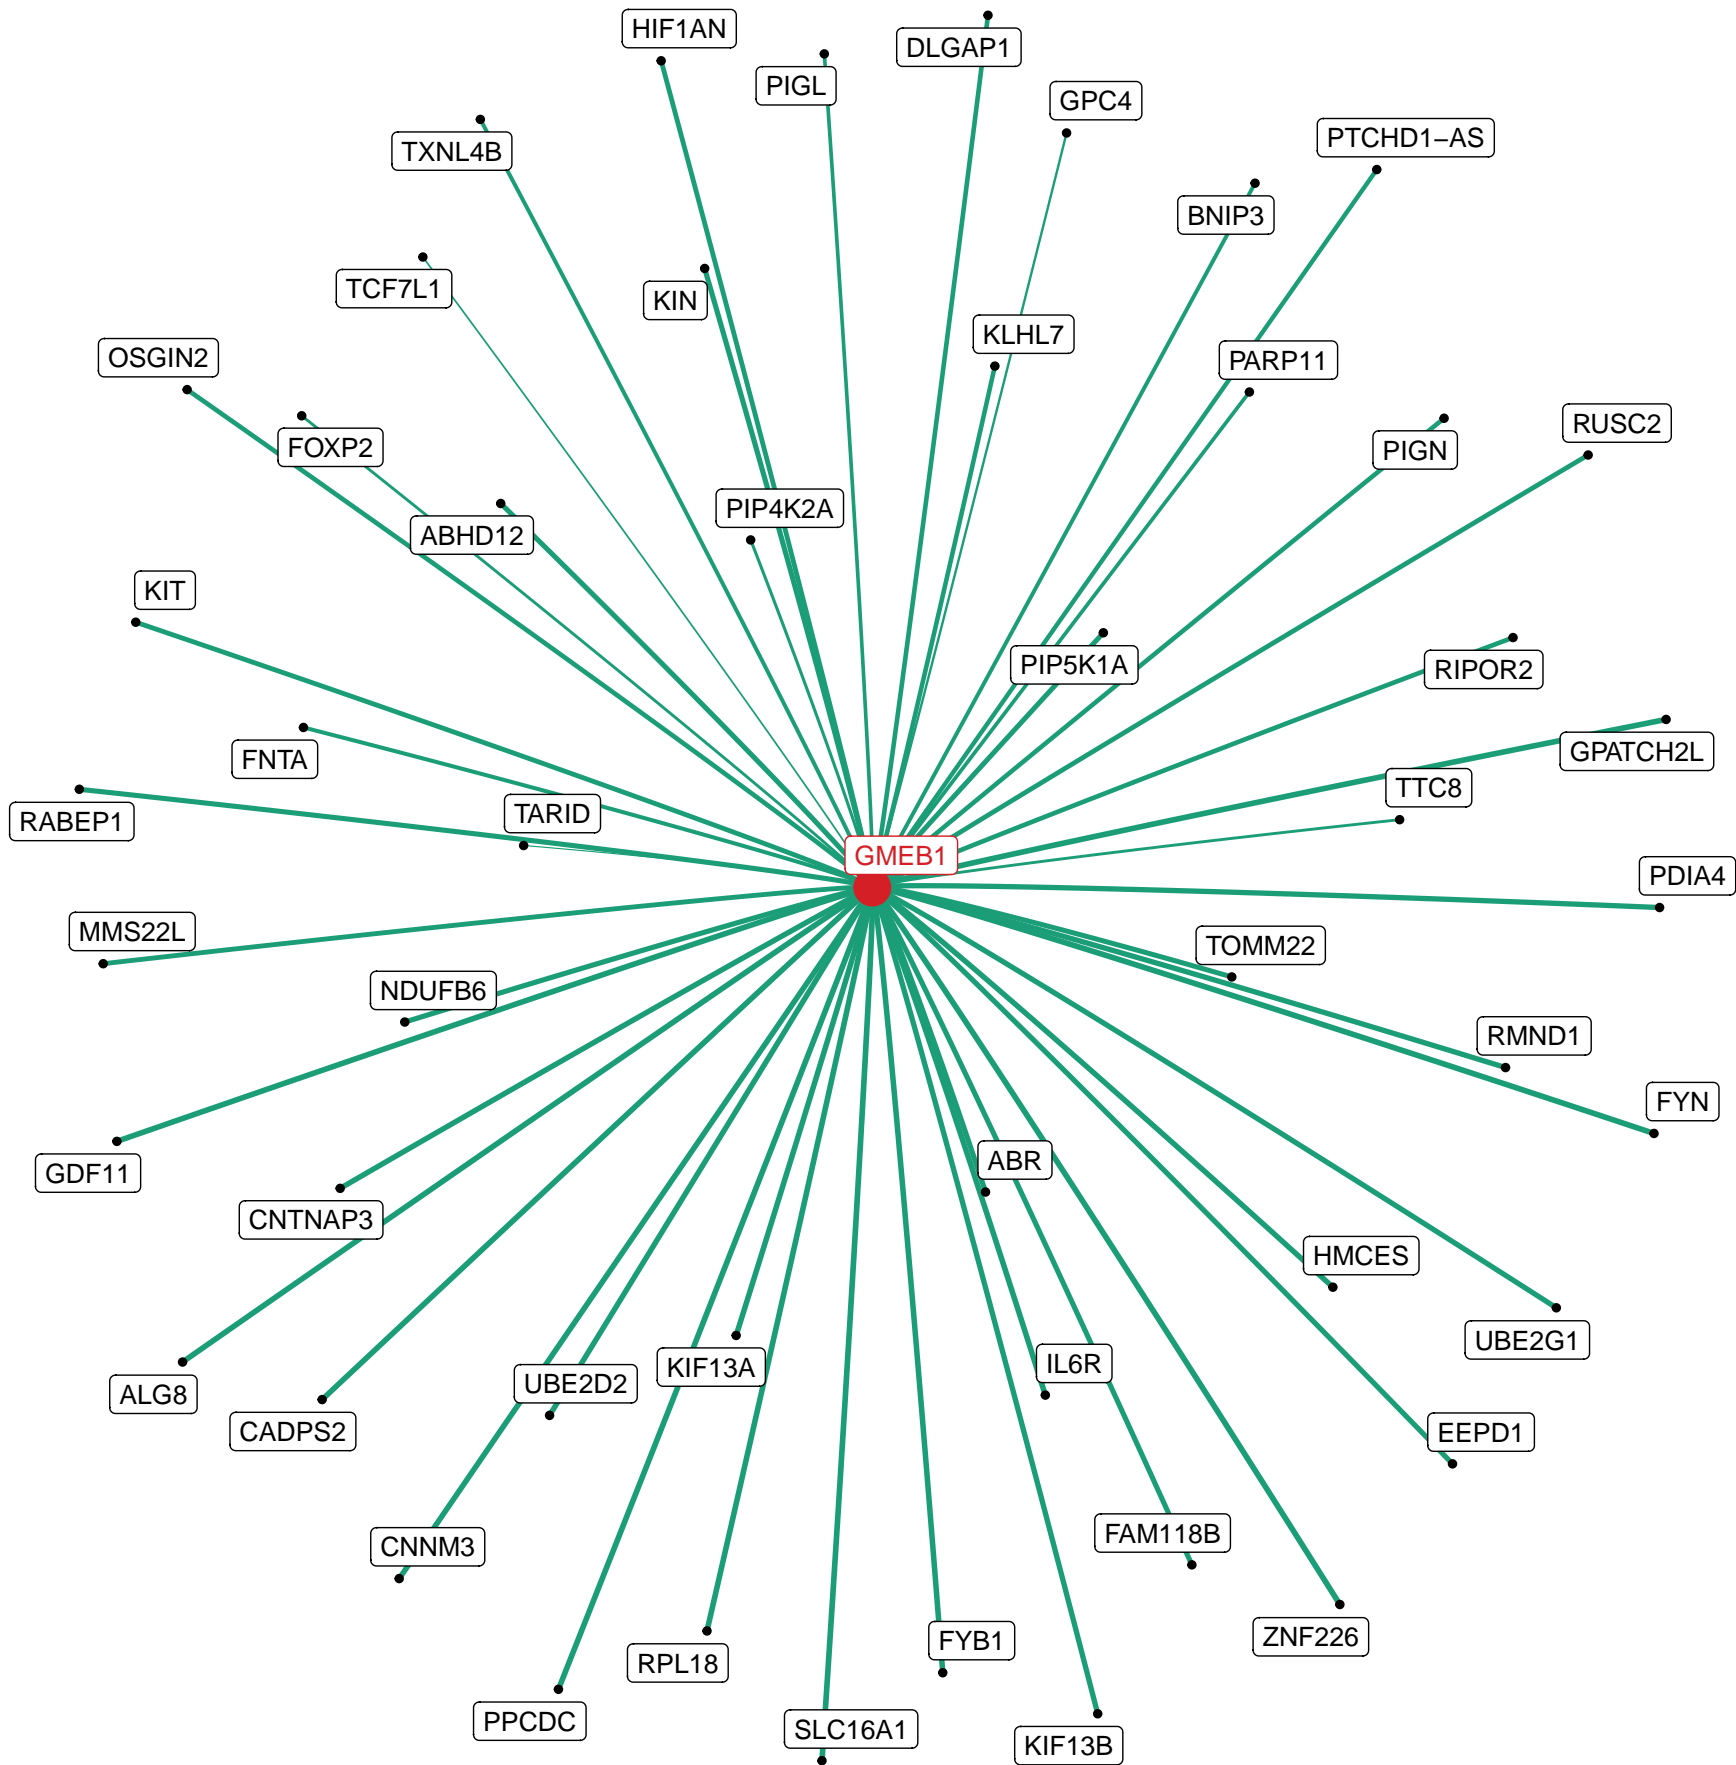 HIF1AN
DLGAP1
PIGL
GPC4
PTCHD1−AS
TXNL4B
BNIP3
TCF7L1
KIN
KLHL7
OSGIN2
PARP11
RUSC2
FOXP2
PIGN
PIP4K2A
ABHD12
KIT
PIP5K1A
RIPOR2
FNTA
GPATCH2L
TTC8
TARID
RABEP1
GMEB1
PDIA4
MMS22L
TOMM22
NDUFB6
RMND1
FYN
ABR
GDF11
CNTNAP3
HMCES
UBE2G1
IL6R
KIF13A
UBE2D2
ALG8
CADPS2
EEPD1
FAM118B
CNNM3
ZNF226
FYB1
RPL18
PPCDC
SLC16A1
KIF13B